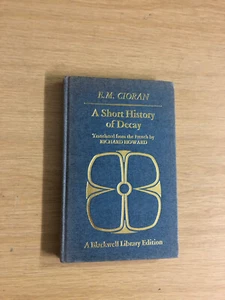 E. M. CIORAN
A Short History
of Decay
Translated from the French by
RICHARD HOWARD
A Blackwell Library Edition